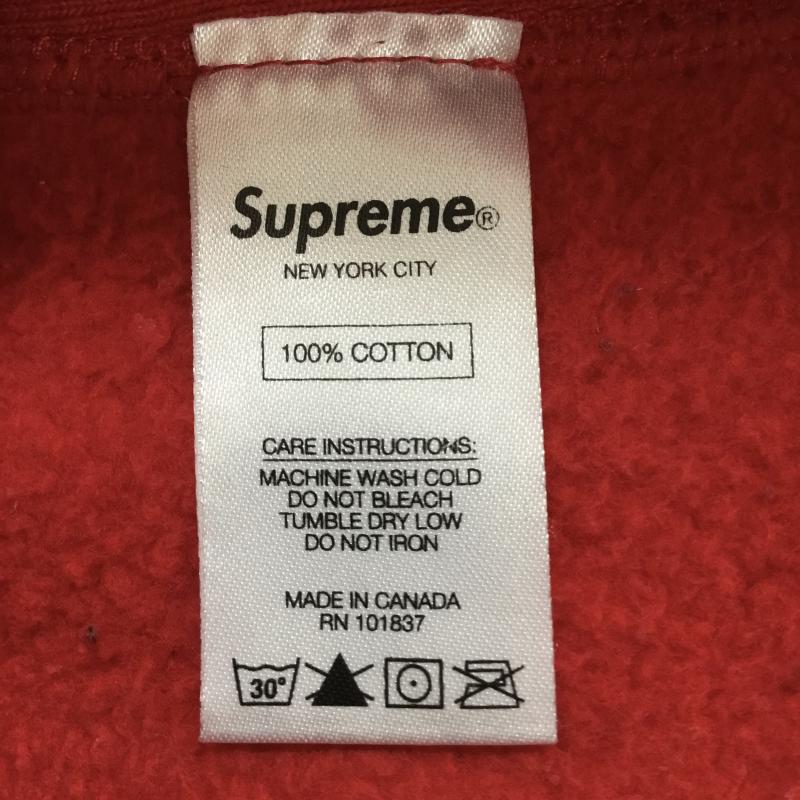 Supreme®
NEW YORK CITY
100% COTTON
CARE INSTRUCTIONS:
MACHINE WASH COLD
DO NOT BLEACH
TUMBLE DRY LOW
DO NOT IRON
MADE IN CANADA
RN 101837
30°